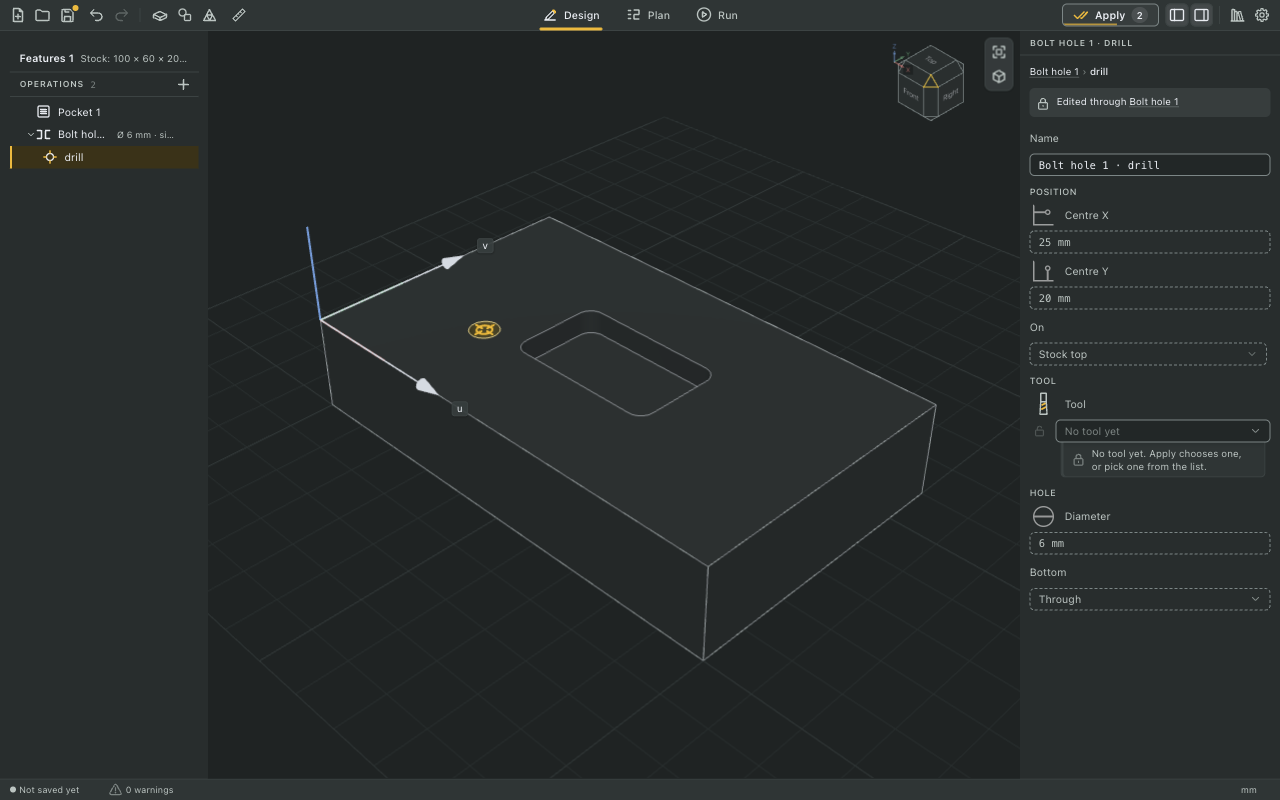 Design
Plan
Run
Apply 2
Features 1 Stock: 100 × 60 × 20...
OPERATIONS 2
Pocket 1
Bolt hol... Ø 6 mm · si...
drill
v
u
Z
Top
Front
Right
BOLT HOLE 1 · DRILL
Bolt hole 1 › drill
Edited through Bolt hole 1
Name
Bolt hole 1 · drill
POSITION
Centre X
25 mm
Centre Y
20 mm
On
Stock top
TOOL
Tool
No tool yet
No tool yet. Apply chooses one,
or pick one from the list.
HOLE
Diameter
6 mm
Bottom
Through
Not saved yet
0 warnings
mm